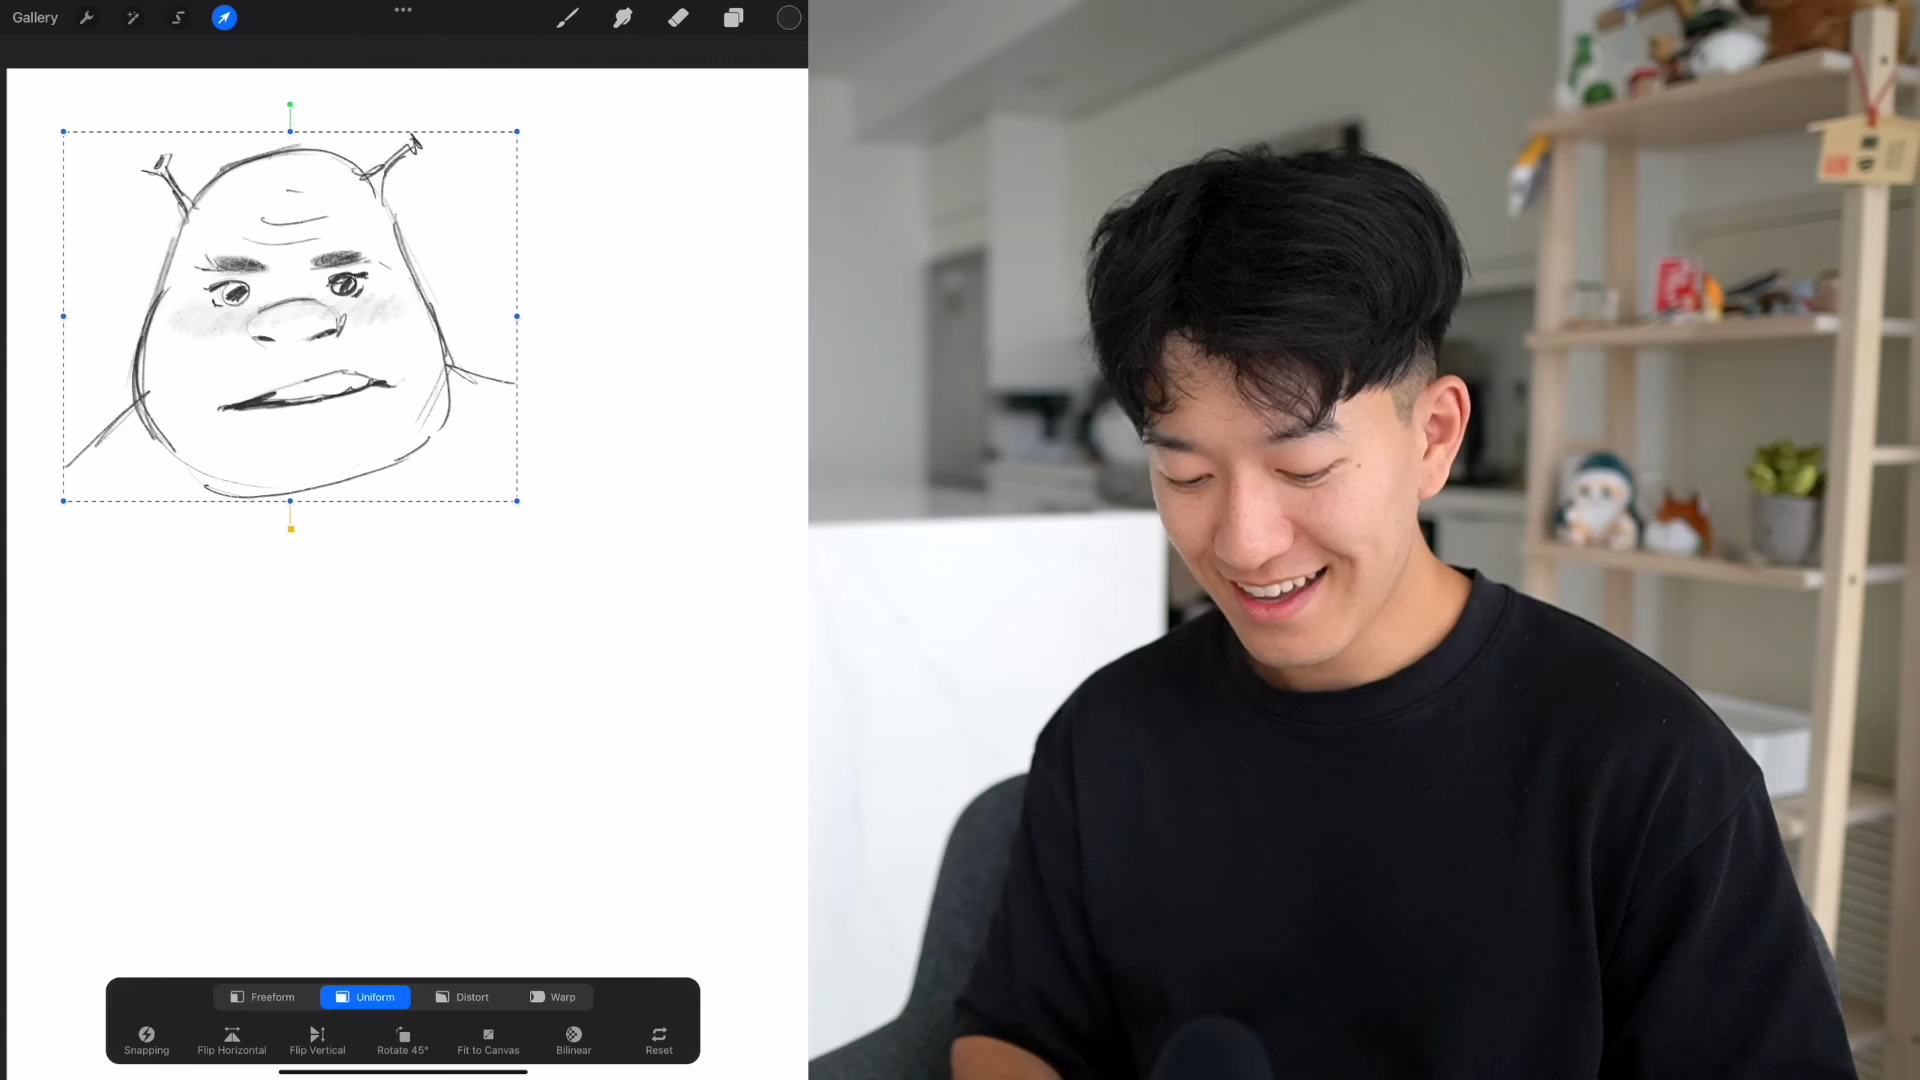 Gallery
Freeform Uniform Distort Warp
Snapping Flip Horizontal Flip Vertical Rotate 45° Fit to Canvas Bilinear Reset